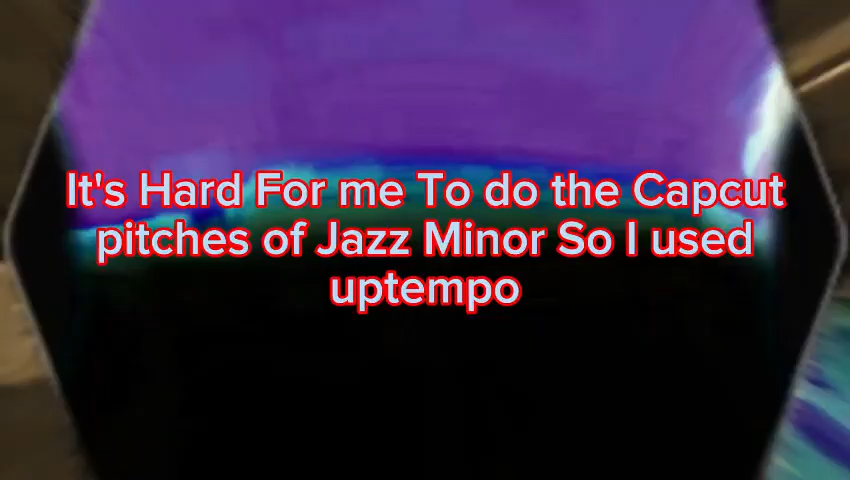 It's Hard For me To do the Capcut
pitches of Jazz Minor So I used
uptempo